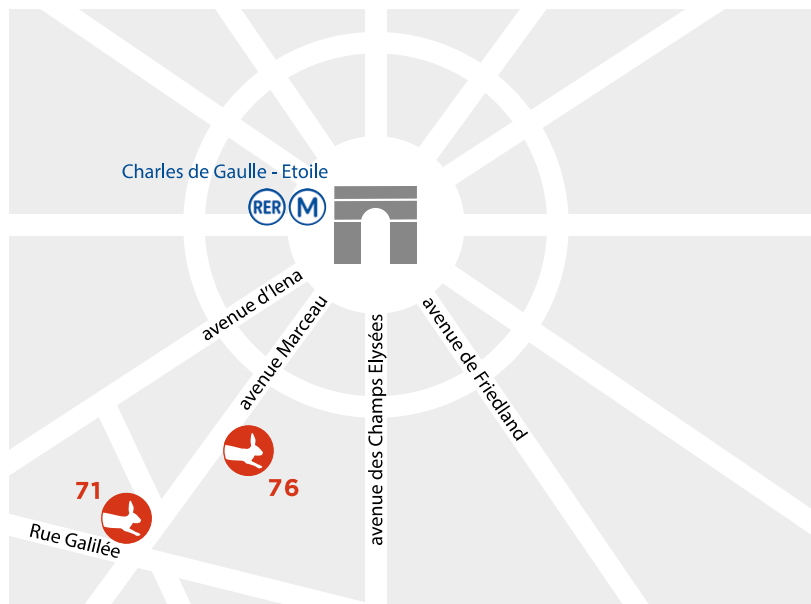 Charles de Gaulle - Etoile
RER M
avenue d'Iena
avenue Marceau
avenue des Champs Elysées
avenue de Friedland
71
76
Rue Galilée